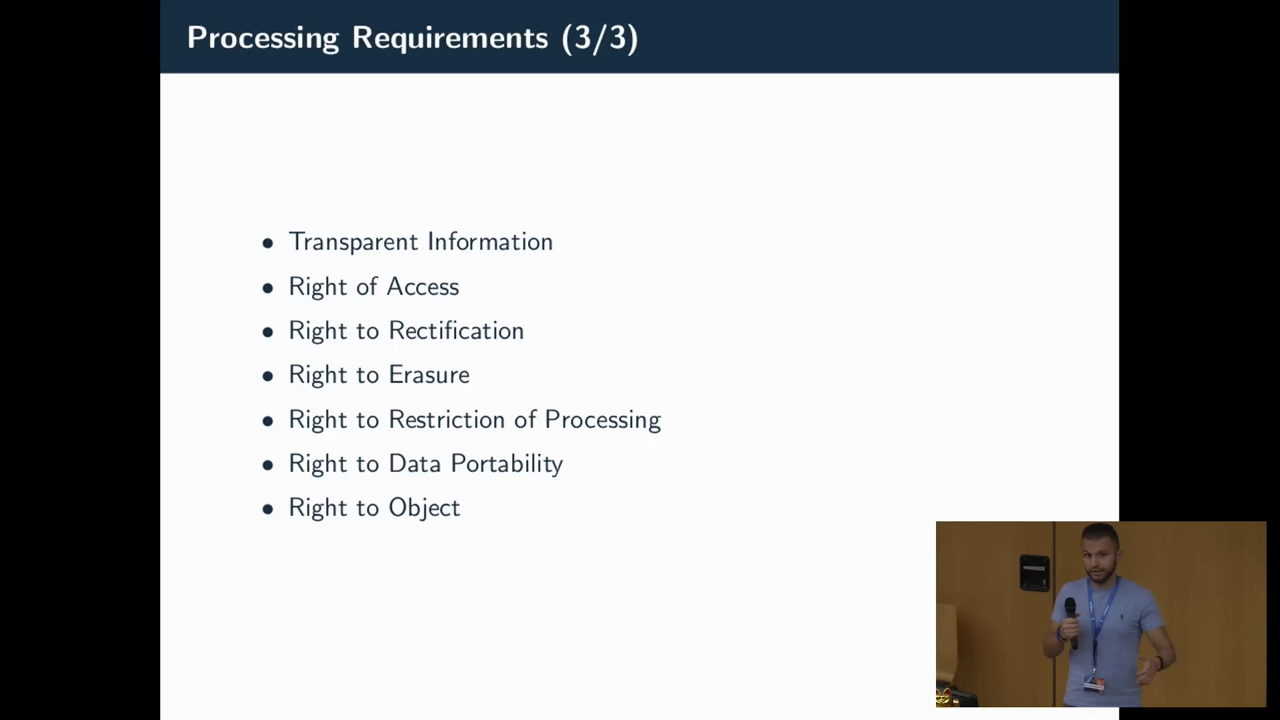 Processing Requirements (3/3)
• Transparent Information
• Right of Access
• Right to Rectification
• Right to Erasure
• Right to Restriction of Processing
• Right to Data Portability
• Right to Object